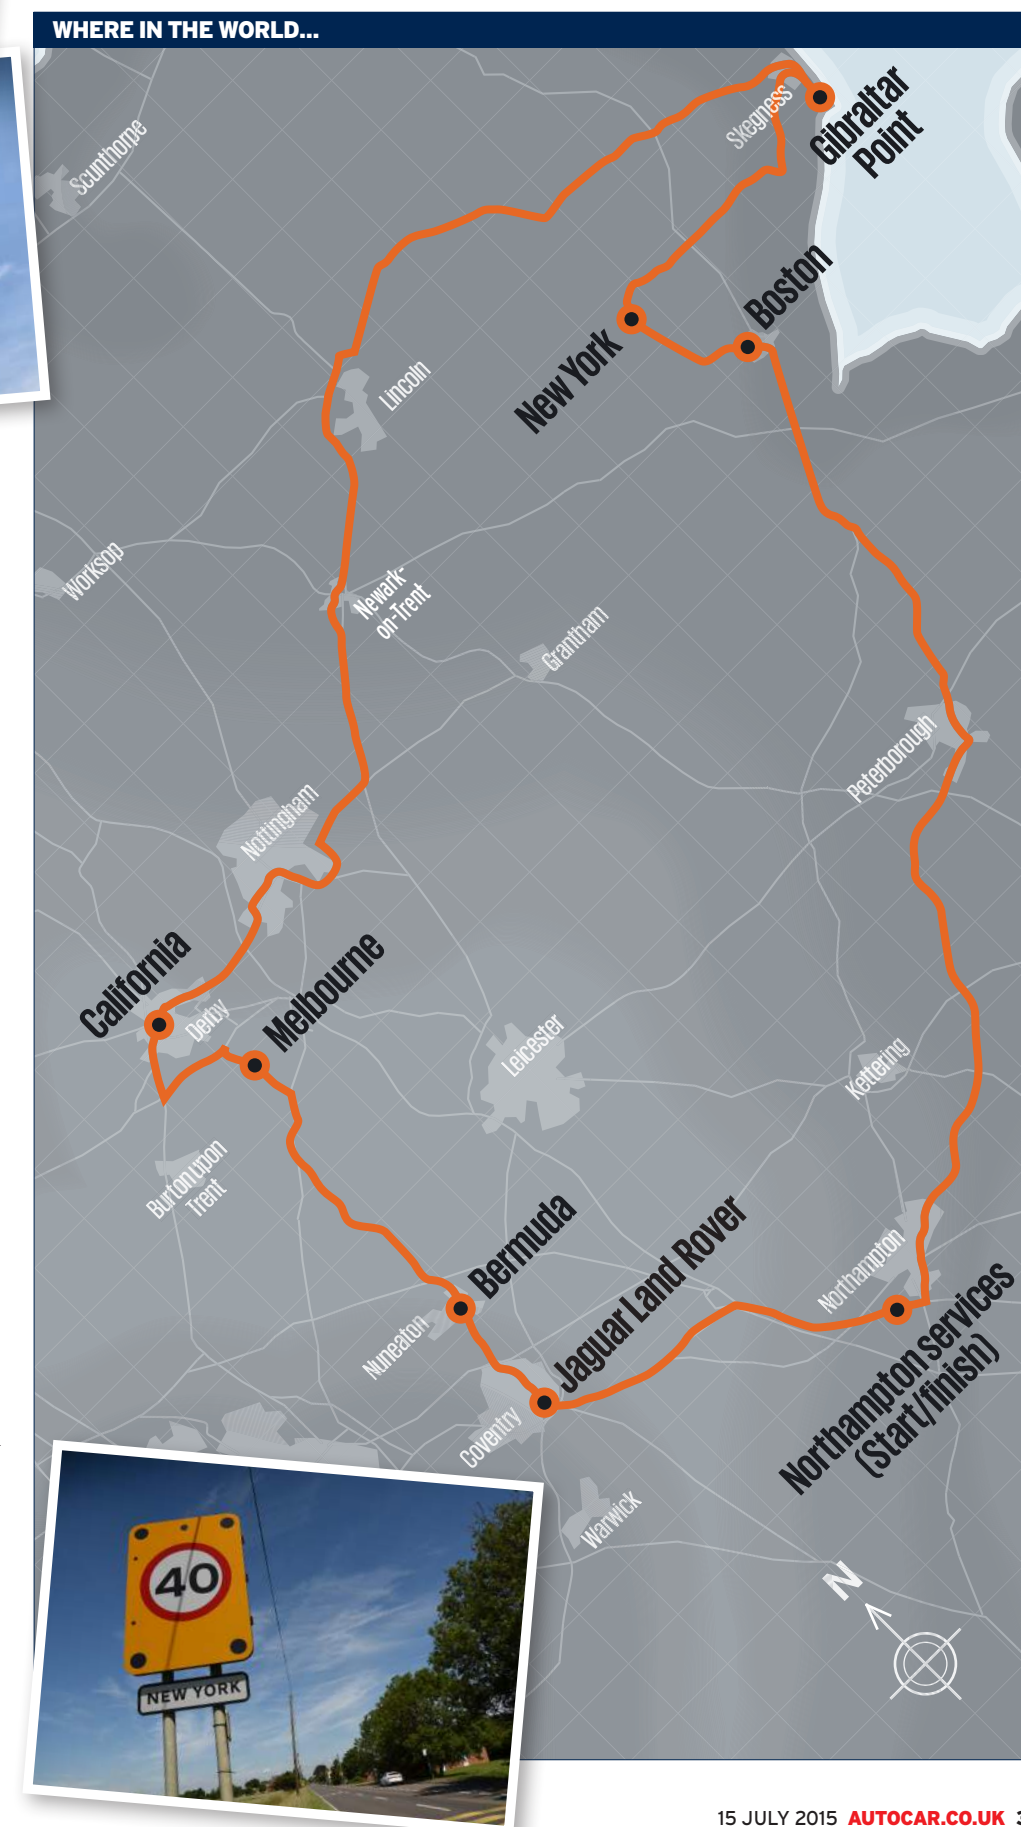 WHERE IN THE WORLD...
Skegness
Gibraltar
Point
Scunthorpe
Boston
New York
Lincoln
Worksop
Newark-
on-Trent
Grantham
Peterborough
Nottingham
California
Derby
Melbourne
Leicester
Kettering
Burton upon
Trent
Bermuda
Nuneaton
Jaguar Land Rover
Northampton
Northampton services
(Start/finish)
Coventry
Warwick
N
40
NEW YORK
15 JULY 2015 AUTOCAR.CO.UK 3